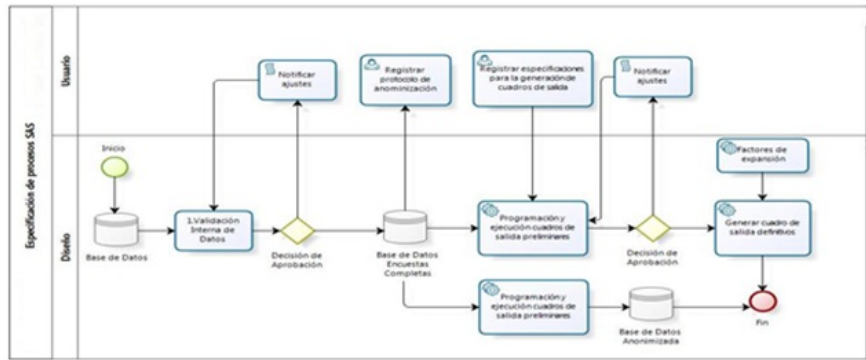 Especificación de procesos SAS
Usuario
Notificar
ajustes
Registrar
protocolo de
anominización
Registrar especificaciones
para la generación de
cuadros de salida
Notificar
ajustes
Diseño
Inicio
Base de Datos
1.Validación
Interna de
Datos
Decisión de
Aprobación
Base de Datos
Encuestas
Completas
Programación y
ejecución cuadros de
salida preliminares
Decisión de
Aprobación
Factores de
expansión
Generar cuadro de
salida definitivos
Programación y
ejecución cuadros de
salida preliminares
Base de Datos
Anonimizada
Fin